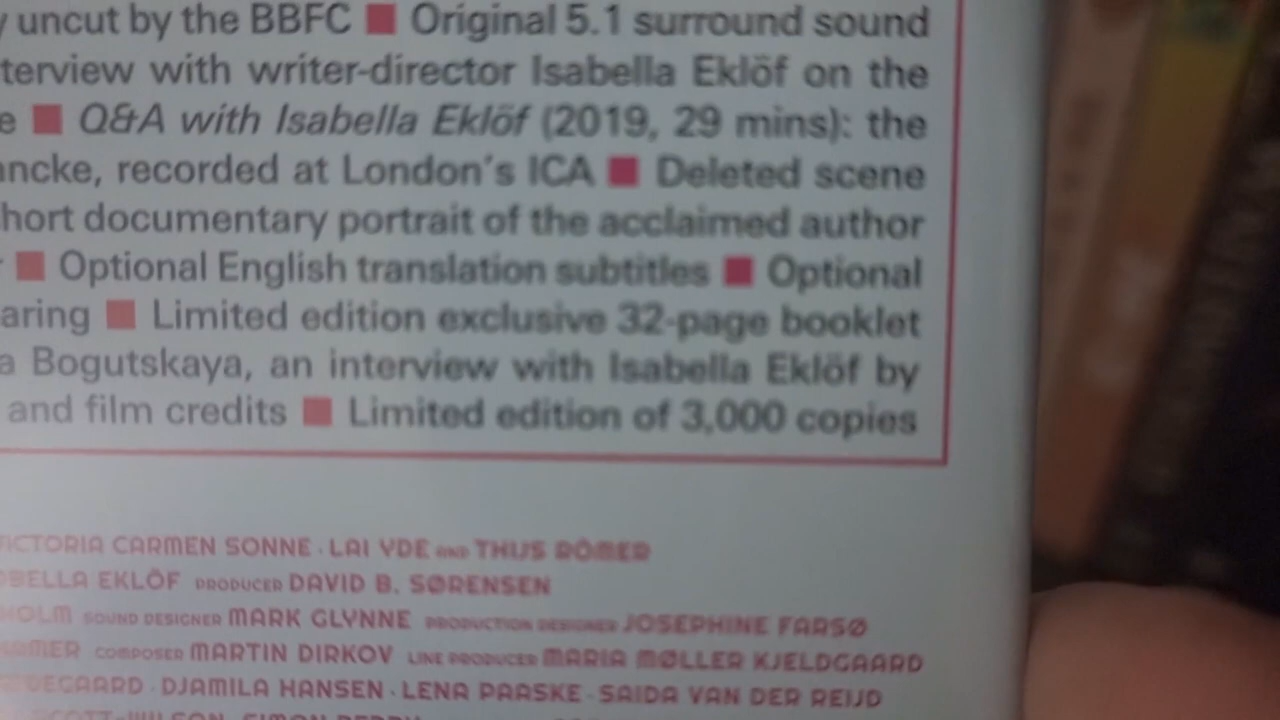 uncut by the BBFC ■ Original 5.1 surround sound
terview with writer-director Isabella Eklöf on the
e ■ Q&A with Isabella Eklöf (2019, 29 mins): the
ncke, recorded at London's ICA ■ Deleted scene
hort documentary portrait of the acclaimed author
■ Optional English translation subtitles ■ Optional
aring ■ Limited edition exclusive 32-page booklet
a Bogutskaya, an interview with Isabella Eklöf by
and film credits ■ Limited edition of 3,000 copies
VICTORIA CARMEN SONNE · LAI YDE AND THIJS RÖMER
OBELLA EKLÖF PRODUCER DAVID B. SØRENSEN
HOLM SOUND DESIGNER MARK GLYNNE PRODUCTION DESIGNER JOSEPHINE FARSØ
COMPOSER MARTIN DIRKOV LINE PRODUCER MARIA MØLLER KJELDGAARD
DEGAARD · DJAMILA HANSEN · LENA PAASKE · SAIDA VAN DER REIJD